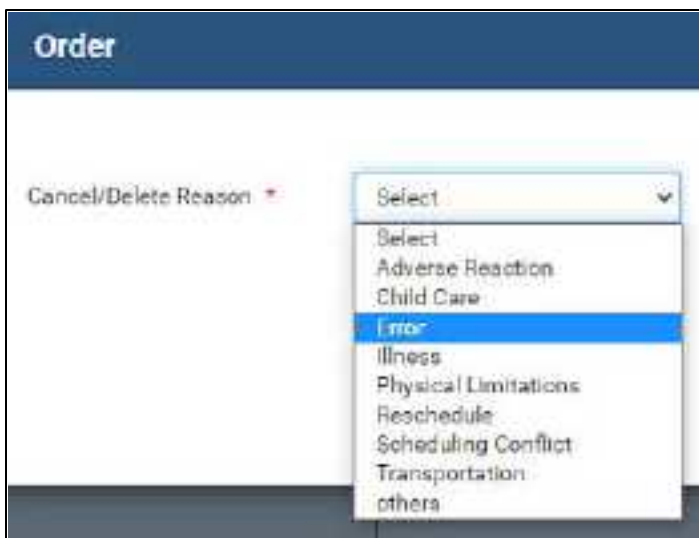 Order
Cancel/Delete Reason *
Select
Select
Adverse Reaction
Child Care
Error
Illness
Physical Limitations
Reschedule
Scheduling Conflict
Transportation
others